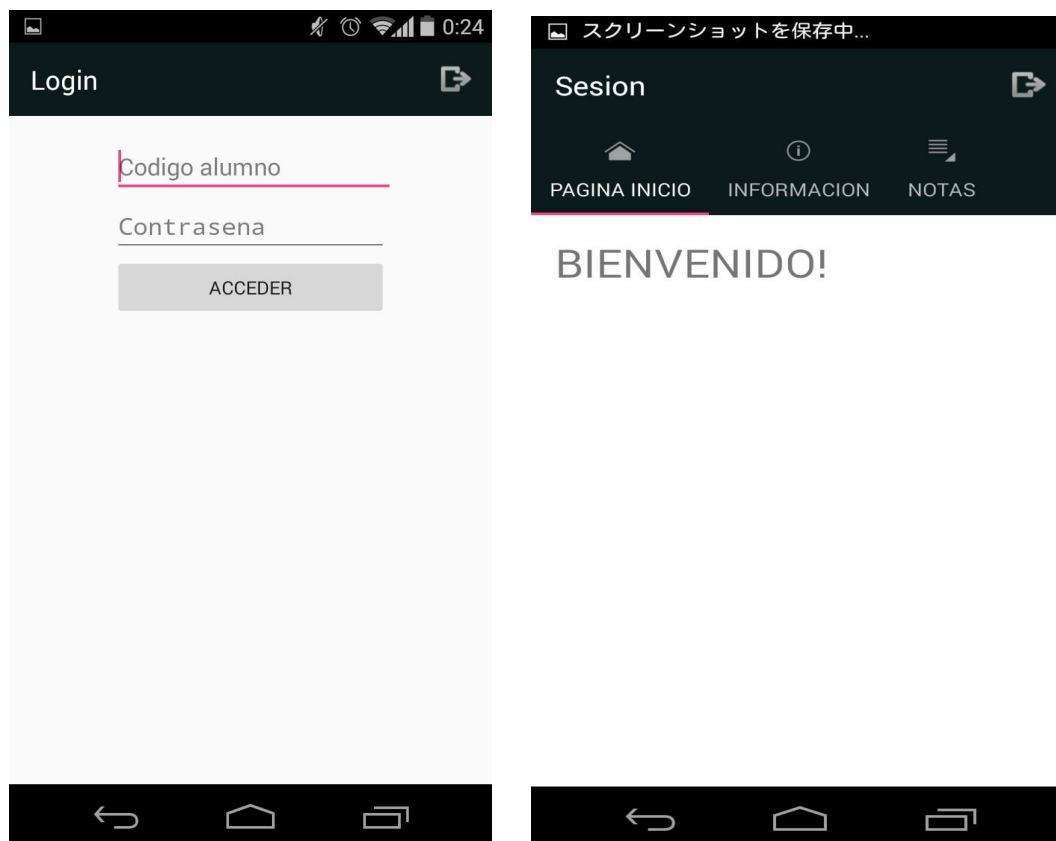 0:24
Login
Codigo alumno
Contrasena
ACCEDER
スクリーンショットを保存中...
Sesion
PAGINA INICIO INFORMACION NOTAS
BIENVENIDO!